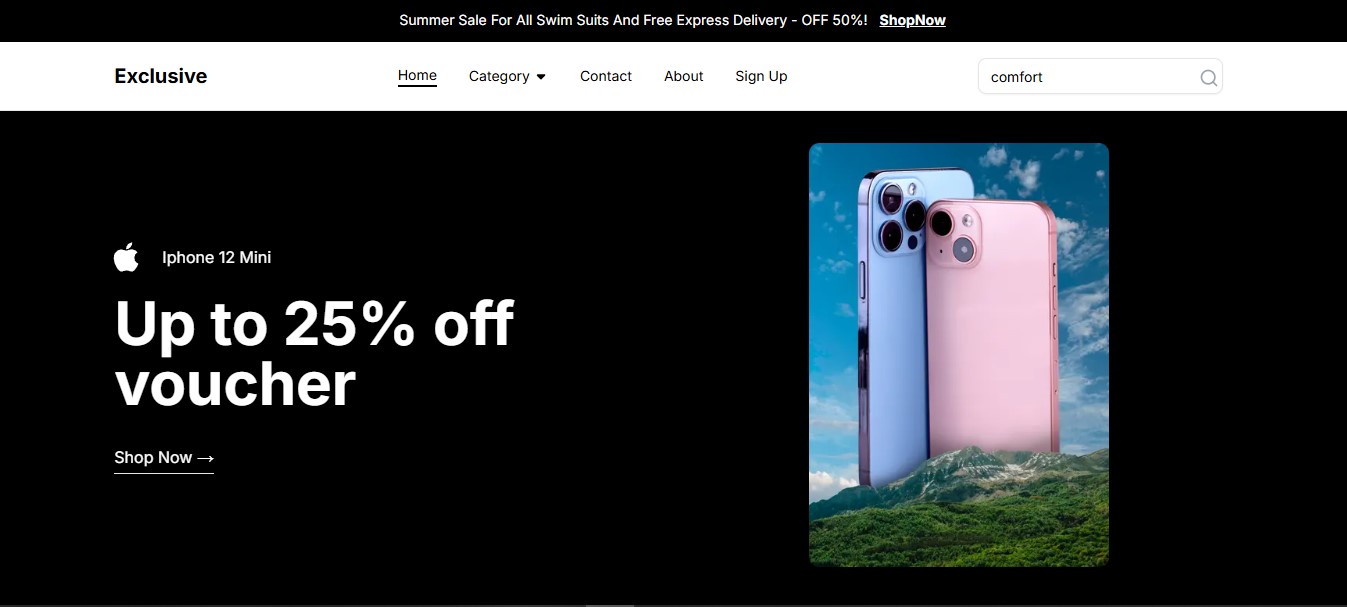 Summer Sale For All Swim Suits And Free Express Delivery - OFF 50%! ShopNow
Exclusive Home Category Contact About Sign Up comfort
Iphone 12 Mini
Up to 25% off
voucher
Shop Now →